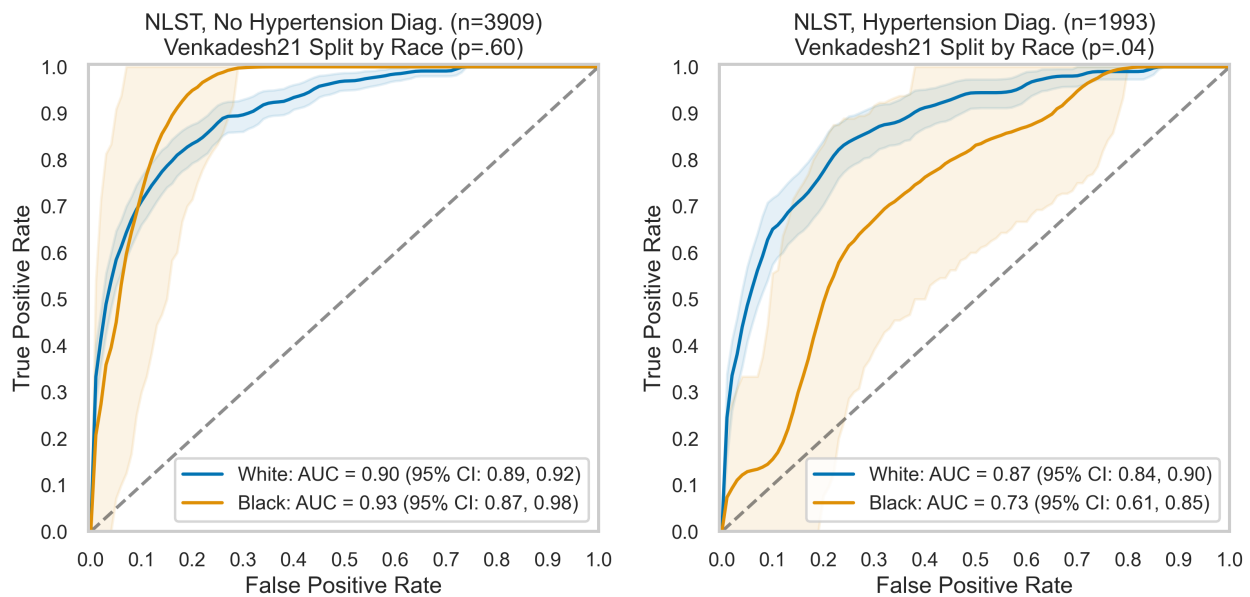 NLST, No Hypertension Diag. (n=3909)
Venkadesh21 Split by Race (p=.60)
True Positive Rate
1.0
0.9
0.8
0.7
0.6
0.5
0.4
0.3
0.2
0.1
0.0
White: AUC = 0.90 (95% CI: 0.89, 0.92)
Black: AUC = 0.93 (95% CI: 0.87, 0.98)
0.0 0.1 0.2 0.3 0.4 0.5 0.6 0.7 0.8 0.9 1.0
False Positive Rate
NLST, Hypertension Diag. (n=1993)
Venkadesh21 Split by Race (p=.04)
True Positive Rate
1.0
0.9
0.8
0.7
0.6
0.5
0.4
0.3
0.2
0.1
0.0
White: AUC = 0.87 (95% CI: 0.84, 0.90)
Black: AUC = 0.73 (95% CI: 0.61, 0.85)
0.0 0.1 0.2 0.3 0.4 0.5 0.6 0.7 0.8 0.9 1.0
False Positive Rate